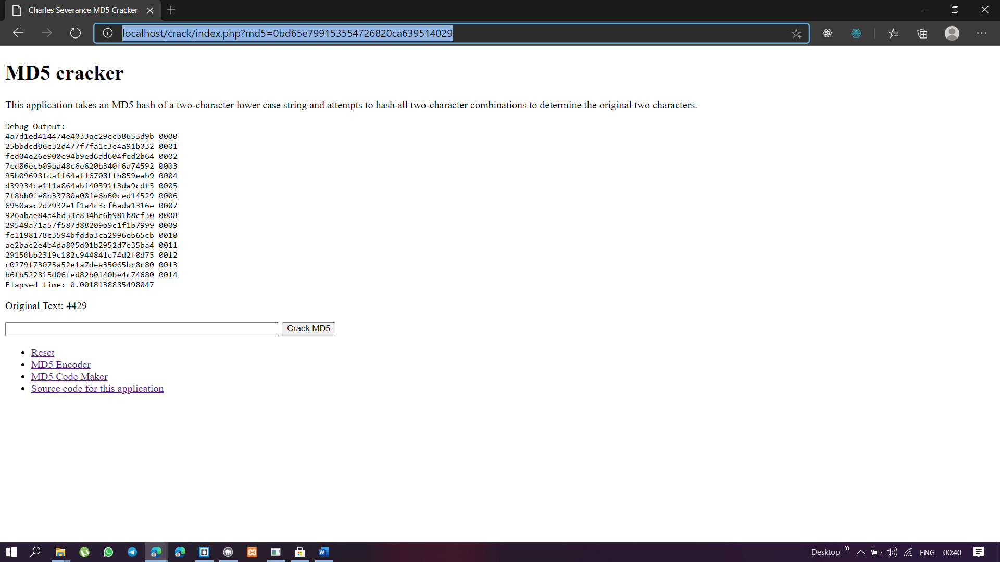 Charles Severance MD5 Cracker
localhost/crack/index.php?md5=0bd65e799153554726820ca639514029
MD5 cracker
This application takes an MD5 hash of a two-character lower case string and attempts to hash all two-character combinations to determine the original two characters.
Debug Output:
4a7d1ed414474e4033ac29ccb8653d9b 0000
25bbdcd06c32d477f7fa1c3e4a91b032 0001
fcd04e26e900e94b9ed6dd604fed2b64 0002
7cd86ecb09aa48c6e620b340f6a74592 0003
95b09698fda1f64af16708ffb859eab9 0004
d39934ce111a864abf40391f3da9cdf5 0005
7f8bb0fe8b33780a08fe6b60ced14529 0006
6950aac2d7932e1f1a4c3cf6ada1316e 0007
926abae84a4bd33c834bc6b981b8cf30 0008
29549a71a57f587d88209b9c1f1b7999 0009
fc1198178c3594bfdda3ca2996eb65cb 0010
ae2bac2e4b4da805d01b2952d7e35ba4 0011
29150bb2319c182c944841c74d2f8d75 0012
c0279f73075a52e1a7dea35065bc8c80 0013
b6fb522815d06fed82b0140be4c74680 0014
Elapsed time: 0.0018138885498047
Original Text: 4429
Crack MD5
Reset
MD5 Encoder
MD5 Code Maker
Source code for this application
Desktop
ENG
00:40